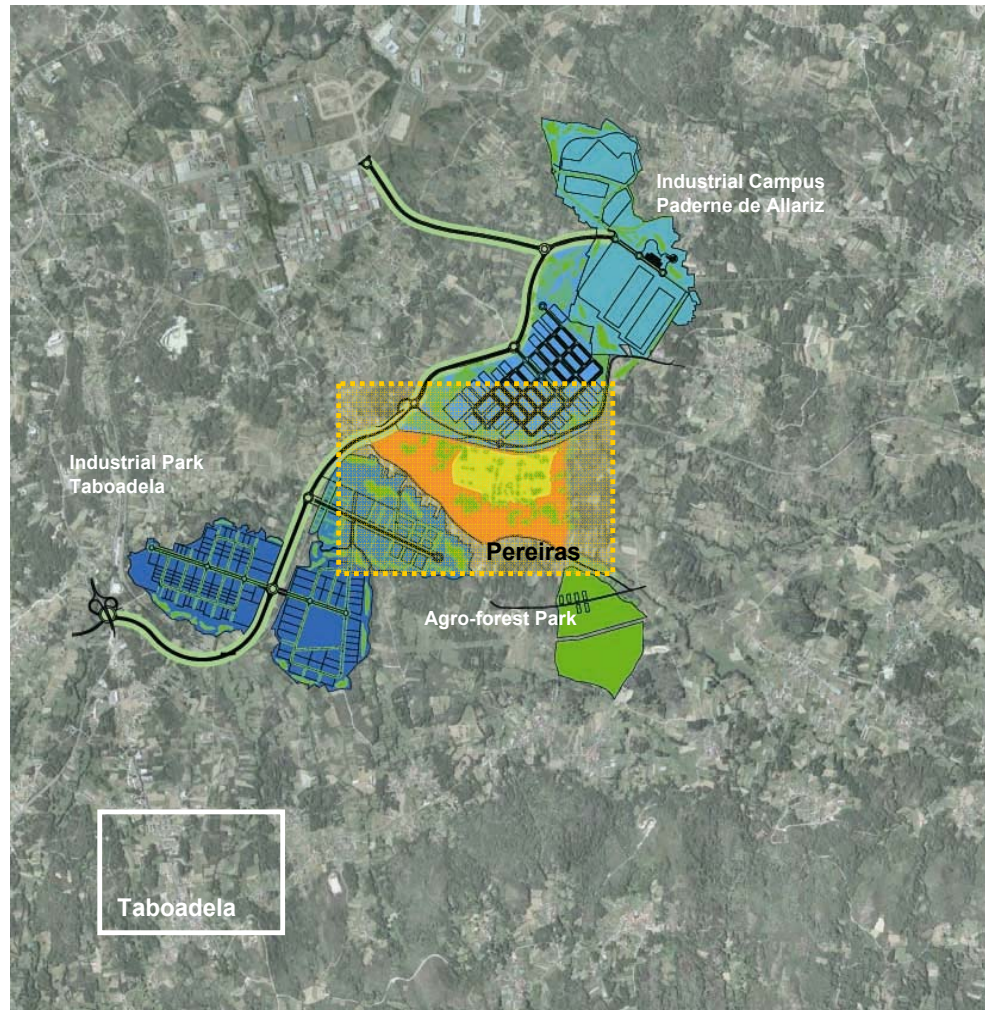 Industrial Campus
Paderne de Allariz
Industrial Park
Taboadela
Pereiras
Agro-forest Park
Taboadela